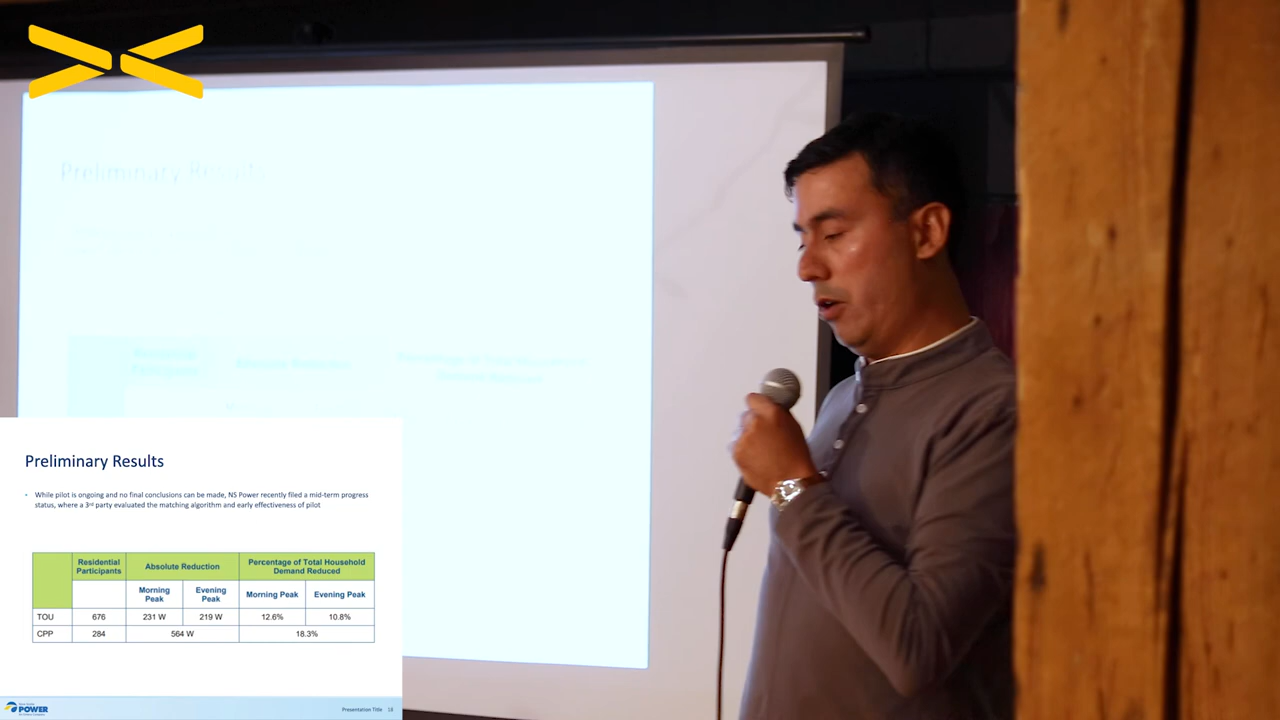 Preliminary Results
Preliminary Results
• While pilot is ongoing and no final conclusions can be made, NS Power recently filed a mid-term progress
status, where a 3rd party evaluated the matching algorithm and early effectiveness of pilot
Residential Participants Absolute Reduction Percentage of Total Household Demand Reduced
Morning Peak Evening Peak Morning Peak Evening Peak
TOU 676 231 W 219 W 12.6% 10.8%
CPP 284 564 W 18.3%
POWER
Presentation Title 18